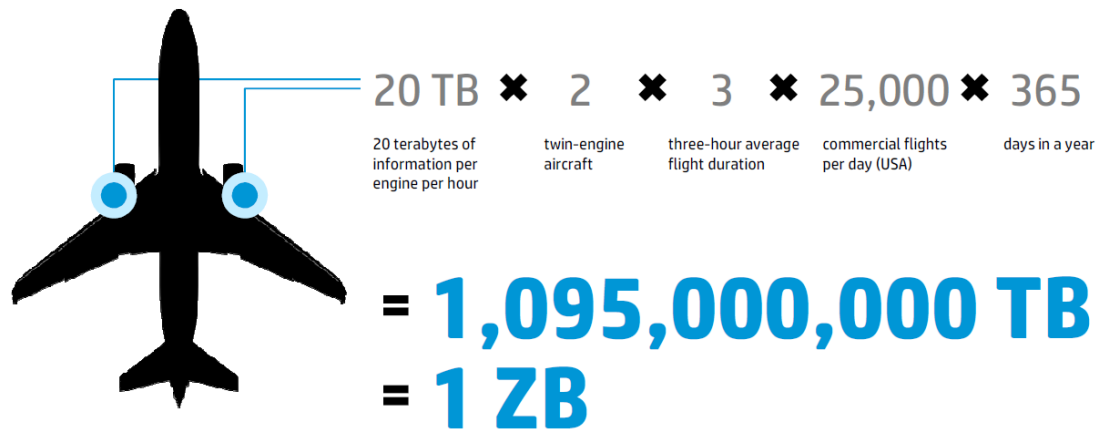 20 TB ✖ 2 ✖ 3 ✖ 25,000 ✖ 365
20 terabytes of
information per
engine per hour
twin-engine
aircraft
three-hour average
flight duration
commercial flights
per day (USA)
days in a year
= 1,095,000,000 TB
= 1 ZB